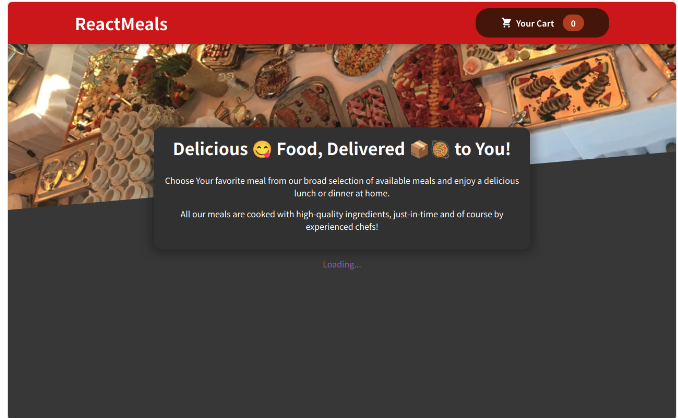 ReactMeals
Your Cart 0
Delicious 😋 Food, Delivered 📦🥘 to You!
Choose Your favorite meal from our broad selection of available meals and enjoy a delicious
lunch or dinner at home.
All our meals are cooked with high-quality ingredients, just-in-time and of course by
experienced chefs!
Loading...